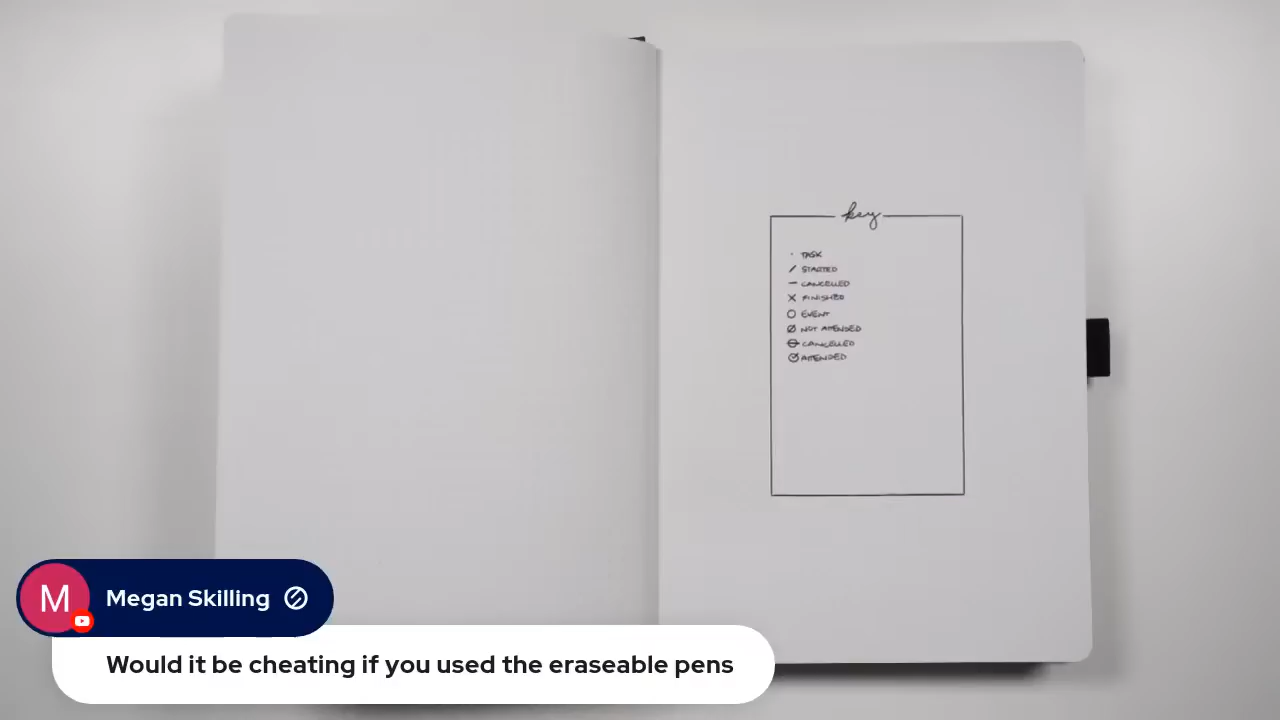 key
TASK
STARTED
CANCELLED
FINISHED
EVENT
NOT ATTENDED
CANCELLED
ATTENDED
M
Megan Skilling
Would it be cheating if you used the eraseable pens